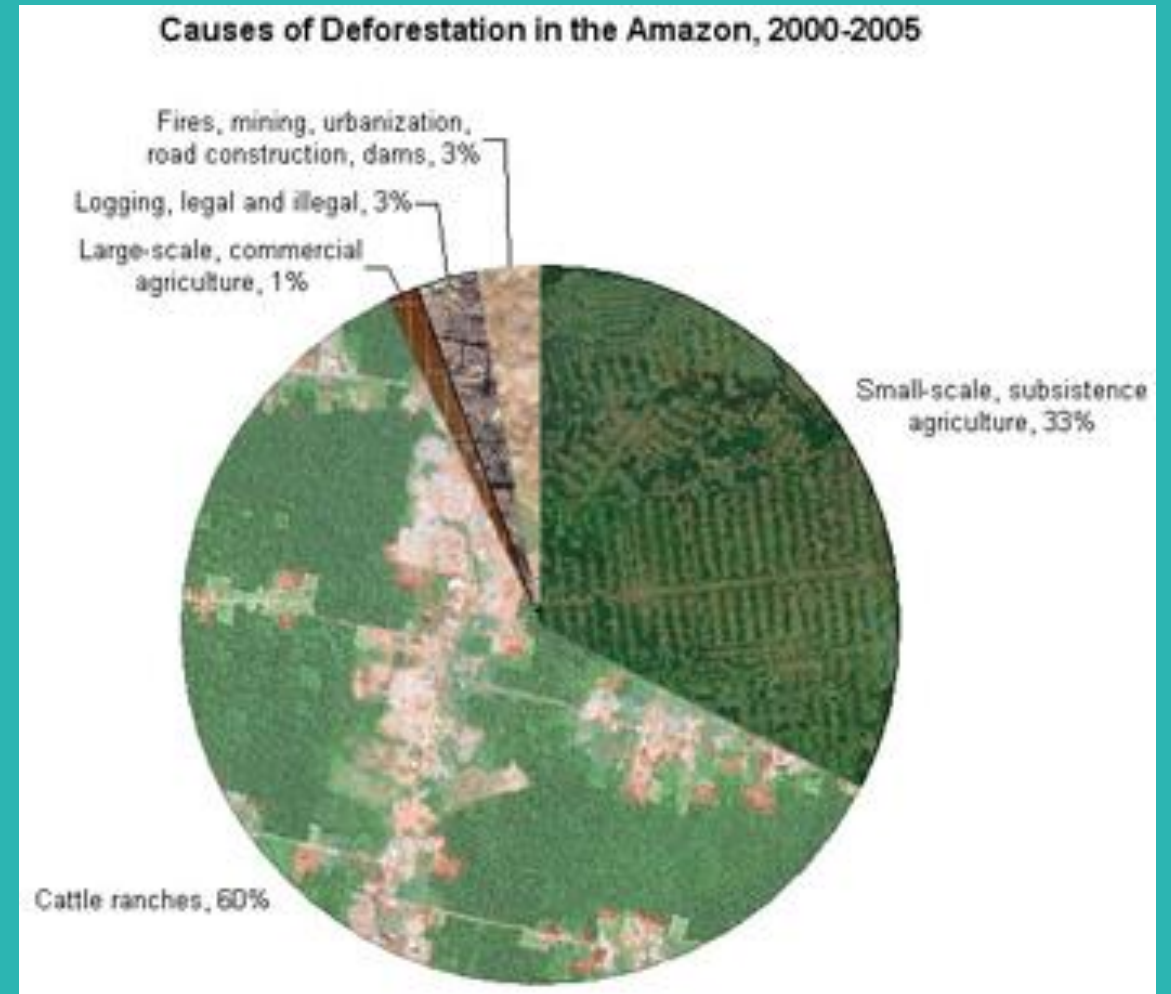 Causes of Deforestation in the Amazon, 2000-2005
Fires, mining, urbanization,
road construction, dams, 3%
Logging, legal and illegal, 3%
Large-scale, commercial
agriculture, 1%
Small-scale, subsistence
agriculture, 33%
Cattle ranches, 60%